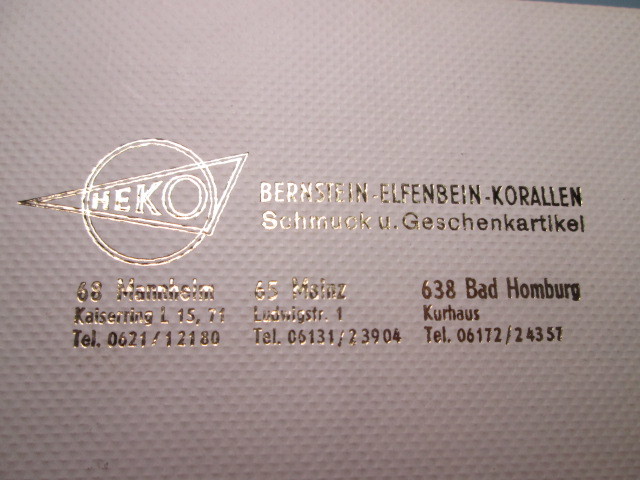 HEKO
BERNSTEIN-ELFENBEIN-KORALLEN
Schmuck u. Geschenkartikel
68 Mannheim
Kaiserring L 15, 71
Tel. 0621/12180
65 Mainz
Ludwigstr. 1
Tel. 06131/23904
638 Bad Homburg
Kurhaus
Tel. 06172/24357